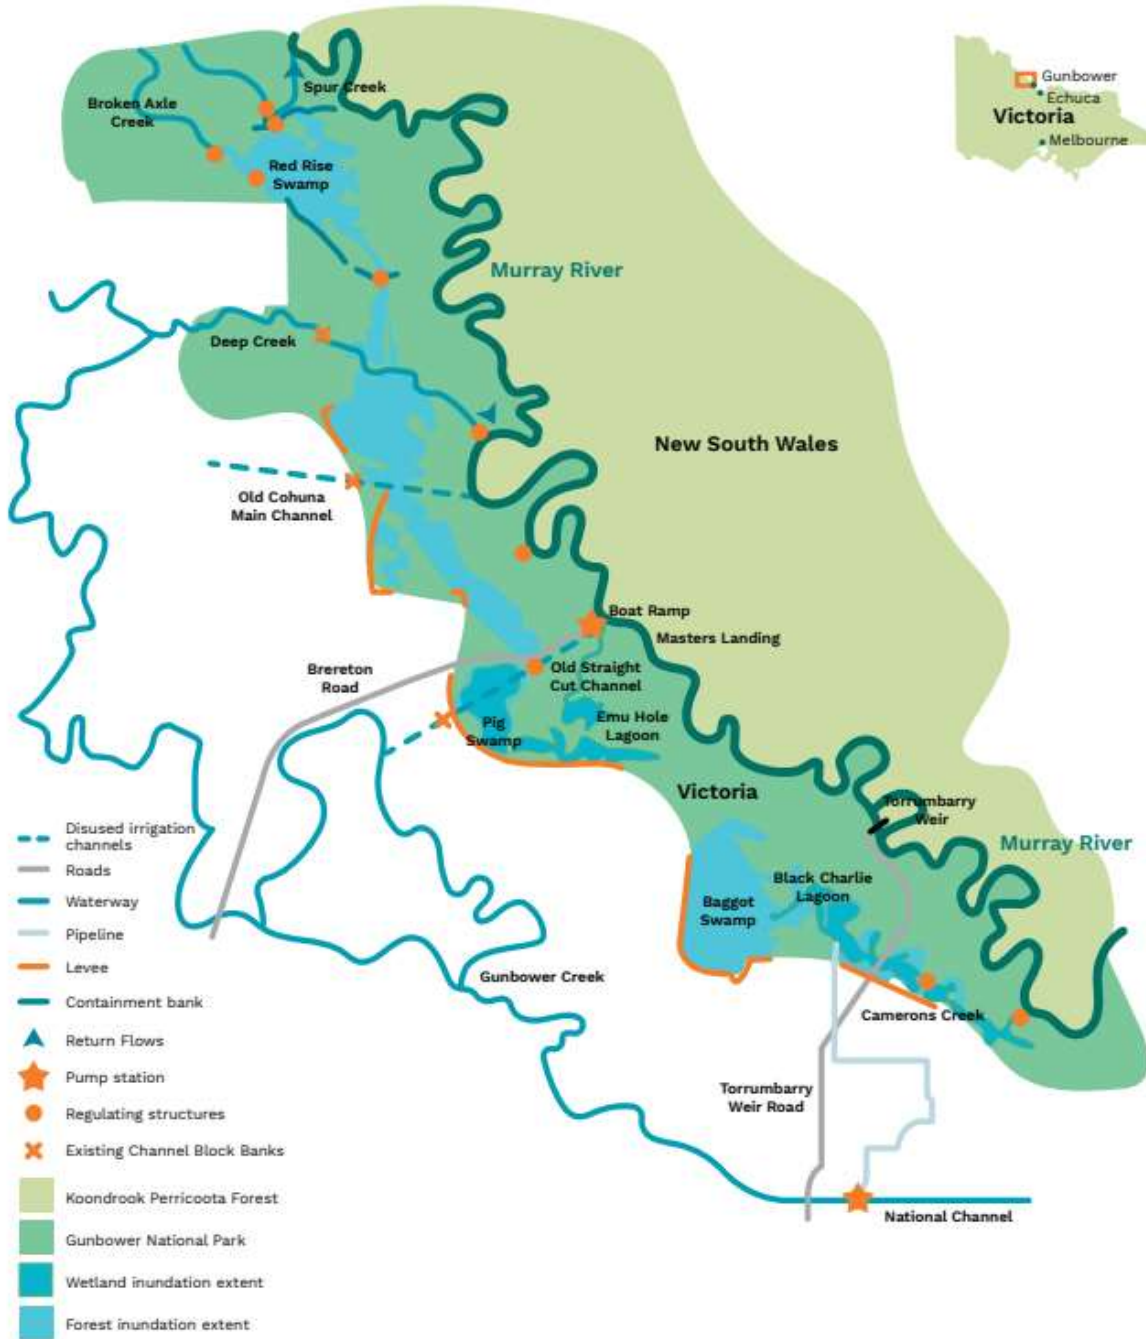 Gunbower
Echuca
Victoria
Melbourne
Spur Creek
Broken Axle
Creek
Red Rise
Swamp
Murray River
Deep Creek
New South Wales
Old Cohuna
Main Channel
Boat Ramp
Masters Landing
Brereton
Road
Old Straight
Cut Channel
Pig
Swamp
Emu Hole
Lagoon
Victoria
Torrumbarry
Weir
Murray River
Black Charlie
Lagoon
Baggot
Swamp
Gunbower Creek
Camerons Creek
Torrumbarry
Weir Road
National Channel
Disused irrigation
channels
Roads
Waterway
Pipeline
Levee
Containment bank
Return Flows
Pump station
Regulating structures
Existing Channel Block Banks
Koondrook Perricoota Forest
Gunbower National Park
Wetland inundation extent
Forest inundation extent